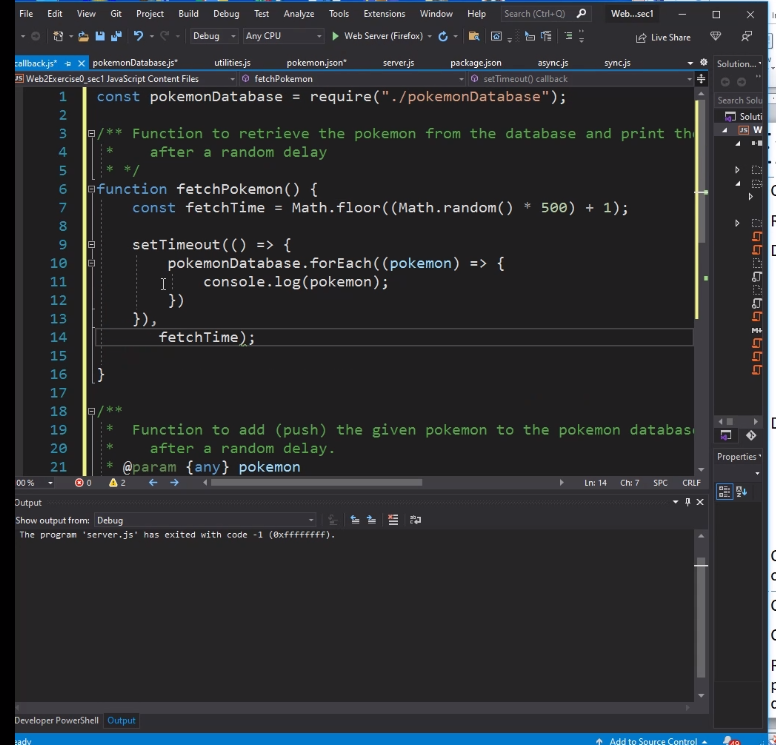 File Edit View Git Project Build Debug Test Analyze Tools Extensions Window Help Search (Ctrl+Q) Web...sec1
Debug Any CPU Web Server (Firefox) Live Share
callback.js* pokemonDatabase.js* utilities.js pokemon.json* server.js package.json async.js sync.js Solution...
Web2Exercise0_sec1 JavaScript Content Files fetchPokemon setTimeout() callback
Search Solu
Soluti
1 const pokemonDatabase = require("./pokemonDatabase");
2
3 /** Function to retrieve the pokemon from the database and print the
4 * after a random delay
5 * */
6 function fetchPokemon() {
7 const fetchTime = Math.floor((Math.random() * 500) + 1);
8
9 setTimeout(() => {
10 pokemonDatabase.forEach((pokemon) => {
11 console.log(pokemon);
12 })
13 }),
14 fetchTime);
15
16 }
17
18 /**
19 * Function to add (push) the given pokemon to the pokemon databas
20 * after a random delay.
21 * @param {any} pokemon
00 % 0 2 Ln: 14 Ch: 7 SPC CRLF
Properties
Output
Show output from: Debug
The program 'server.js' has exited with code -1 (0xffffffff).
Developer PowerShell Output
eady Add to Source Control 49